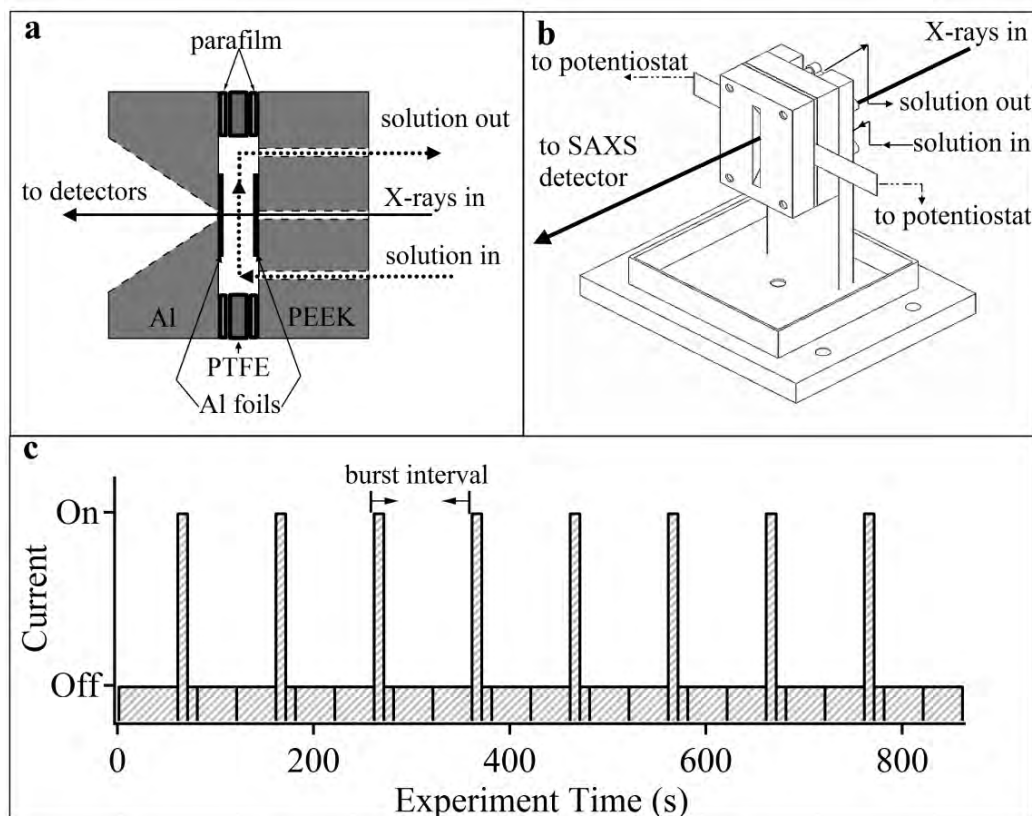 a
parafilm
solution out
to detectors
X-rays in
solution in
Al
PEEK
PTFE
Al foils
b
X-rays in
to potentiostat
solution out
solution in
to SAXS
detector
to potentiostat
c
burst interval
On
Current
Off
0
200
400
600
800
Experiment Time (s)